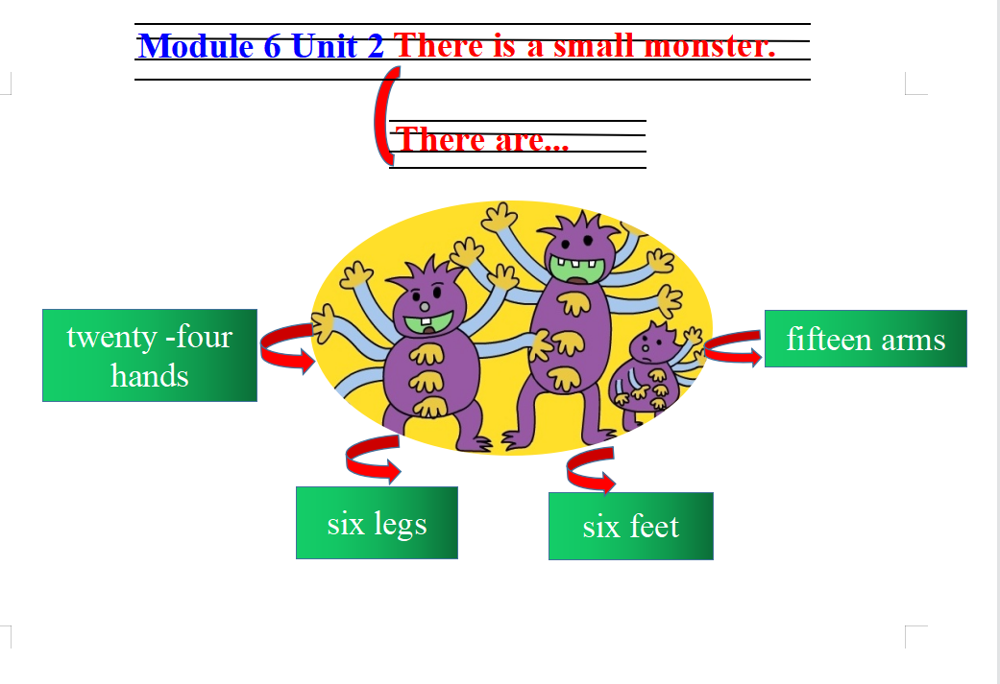 Module 6 Unit 2 There is a small monster.
There are...
twenty -four
hands
fifteen arms
six legs
six feet